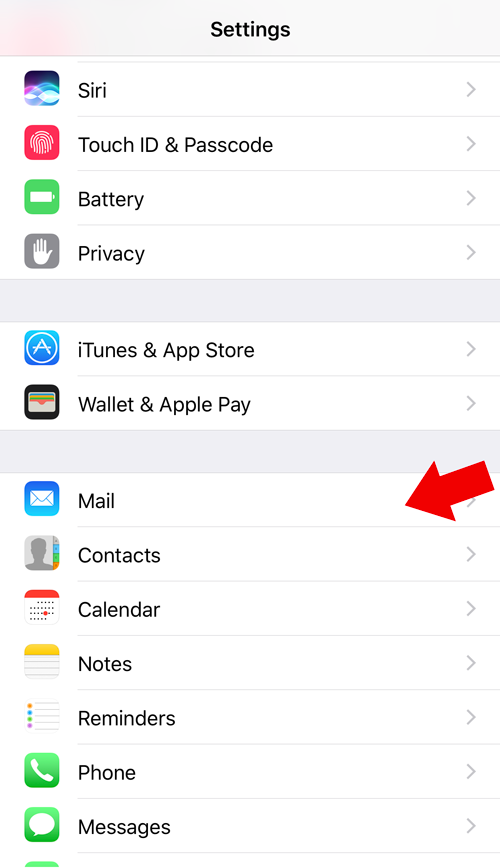 Settings
Siri
Touch ID & Passcode
Battery
Privacy
iTunes & App Store
Wallet & Apple Pay
Mail
Contacts
Calendar
Notes
Reminders
Phone
Messages